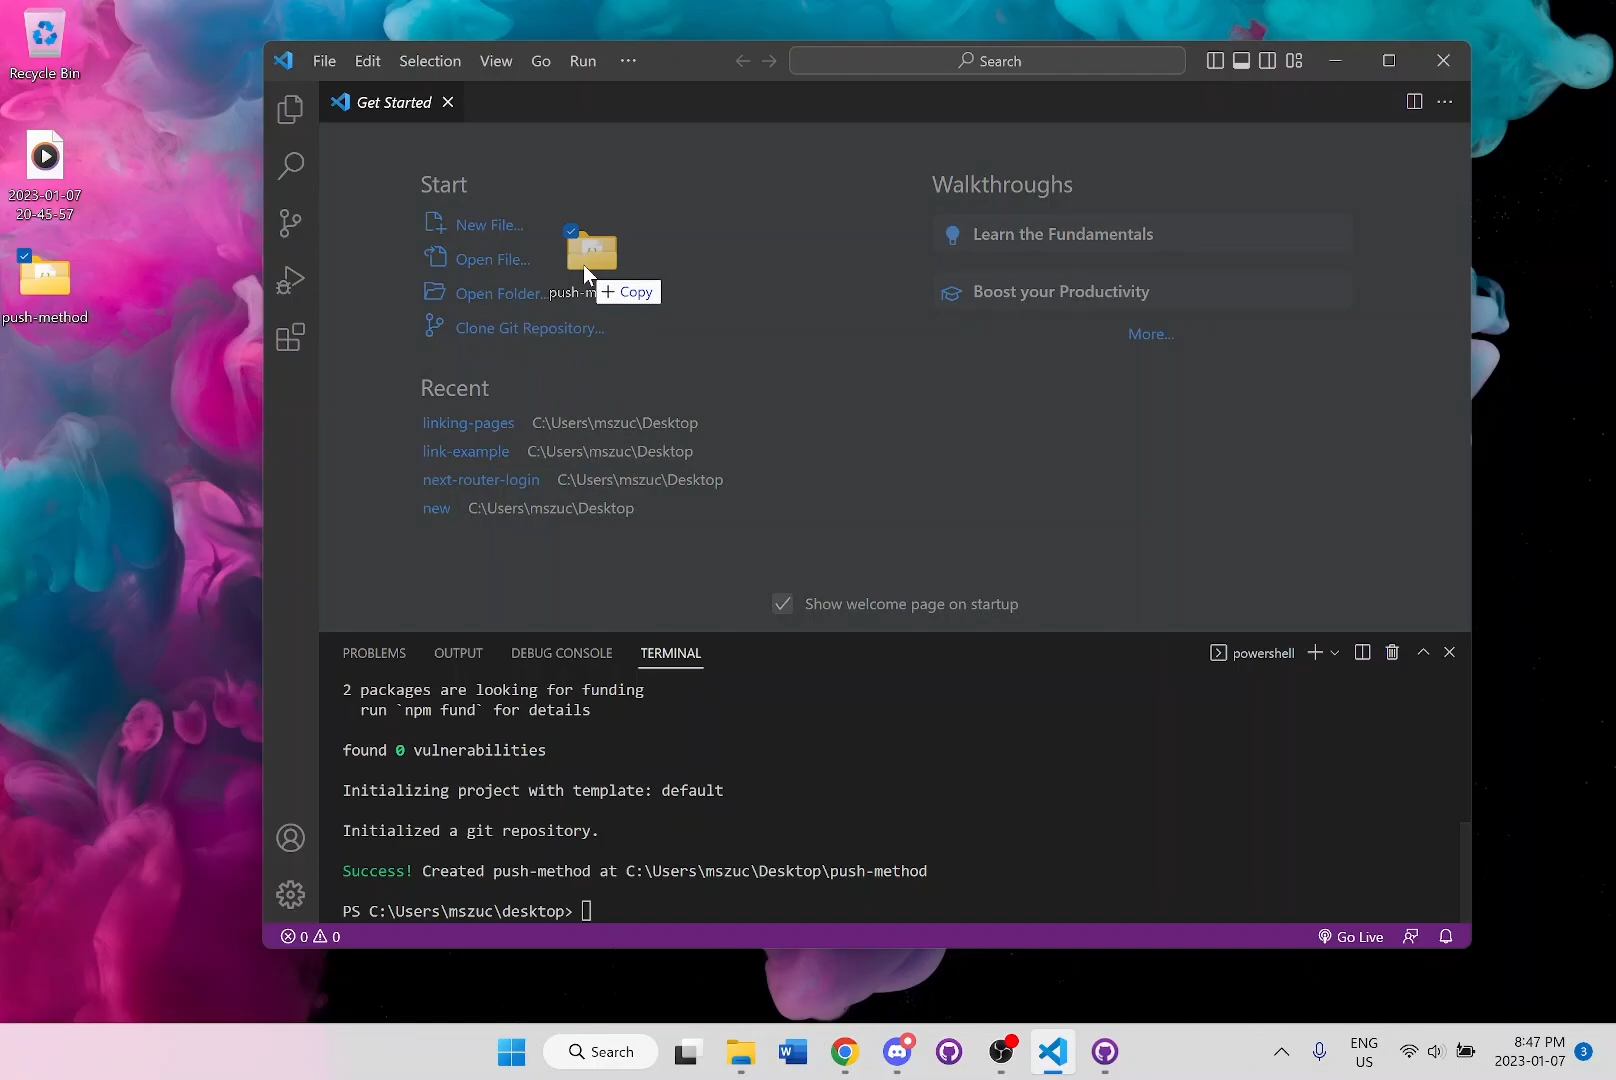 Recycle Bin
2023-01-07
20-45-57
push-method
File Edit Selection View Go Run ···
Search
Get Started
Start
New File...
Open File...
Open Folder...
Clone Git Repository...
push-m
+ Copy
Walkthroughs
Learn the Fundamentals
Boost your Productivity
More...
Recent
linking-pages C:\Users\mszuc\Desktop
link-example C:\Users\mszuc\Desktop
next-router-login C:\Users\mszuc\Desktop
new C:\Users\mszuc\Desktop
Show welcome page on startup
PROBLEMS OUTPUT DEBUG CONSOLE TERMINAL
powershell
2 packages are looking for funding
run `npm fund` for details
found 0 vulnerabilities
Initializing project with template: default
Initialized a git repository.
Success! Created push-method at C:\Users\mszuc\Desktop\push-method
PS C:\Users\mszuc\desktop>
0 0
Go Live
Search
ENG
US
8:47 PM
2023-01-07
3